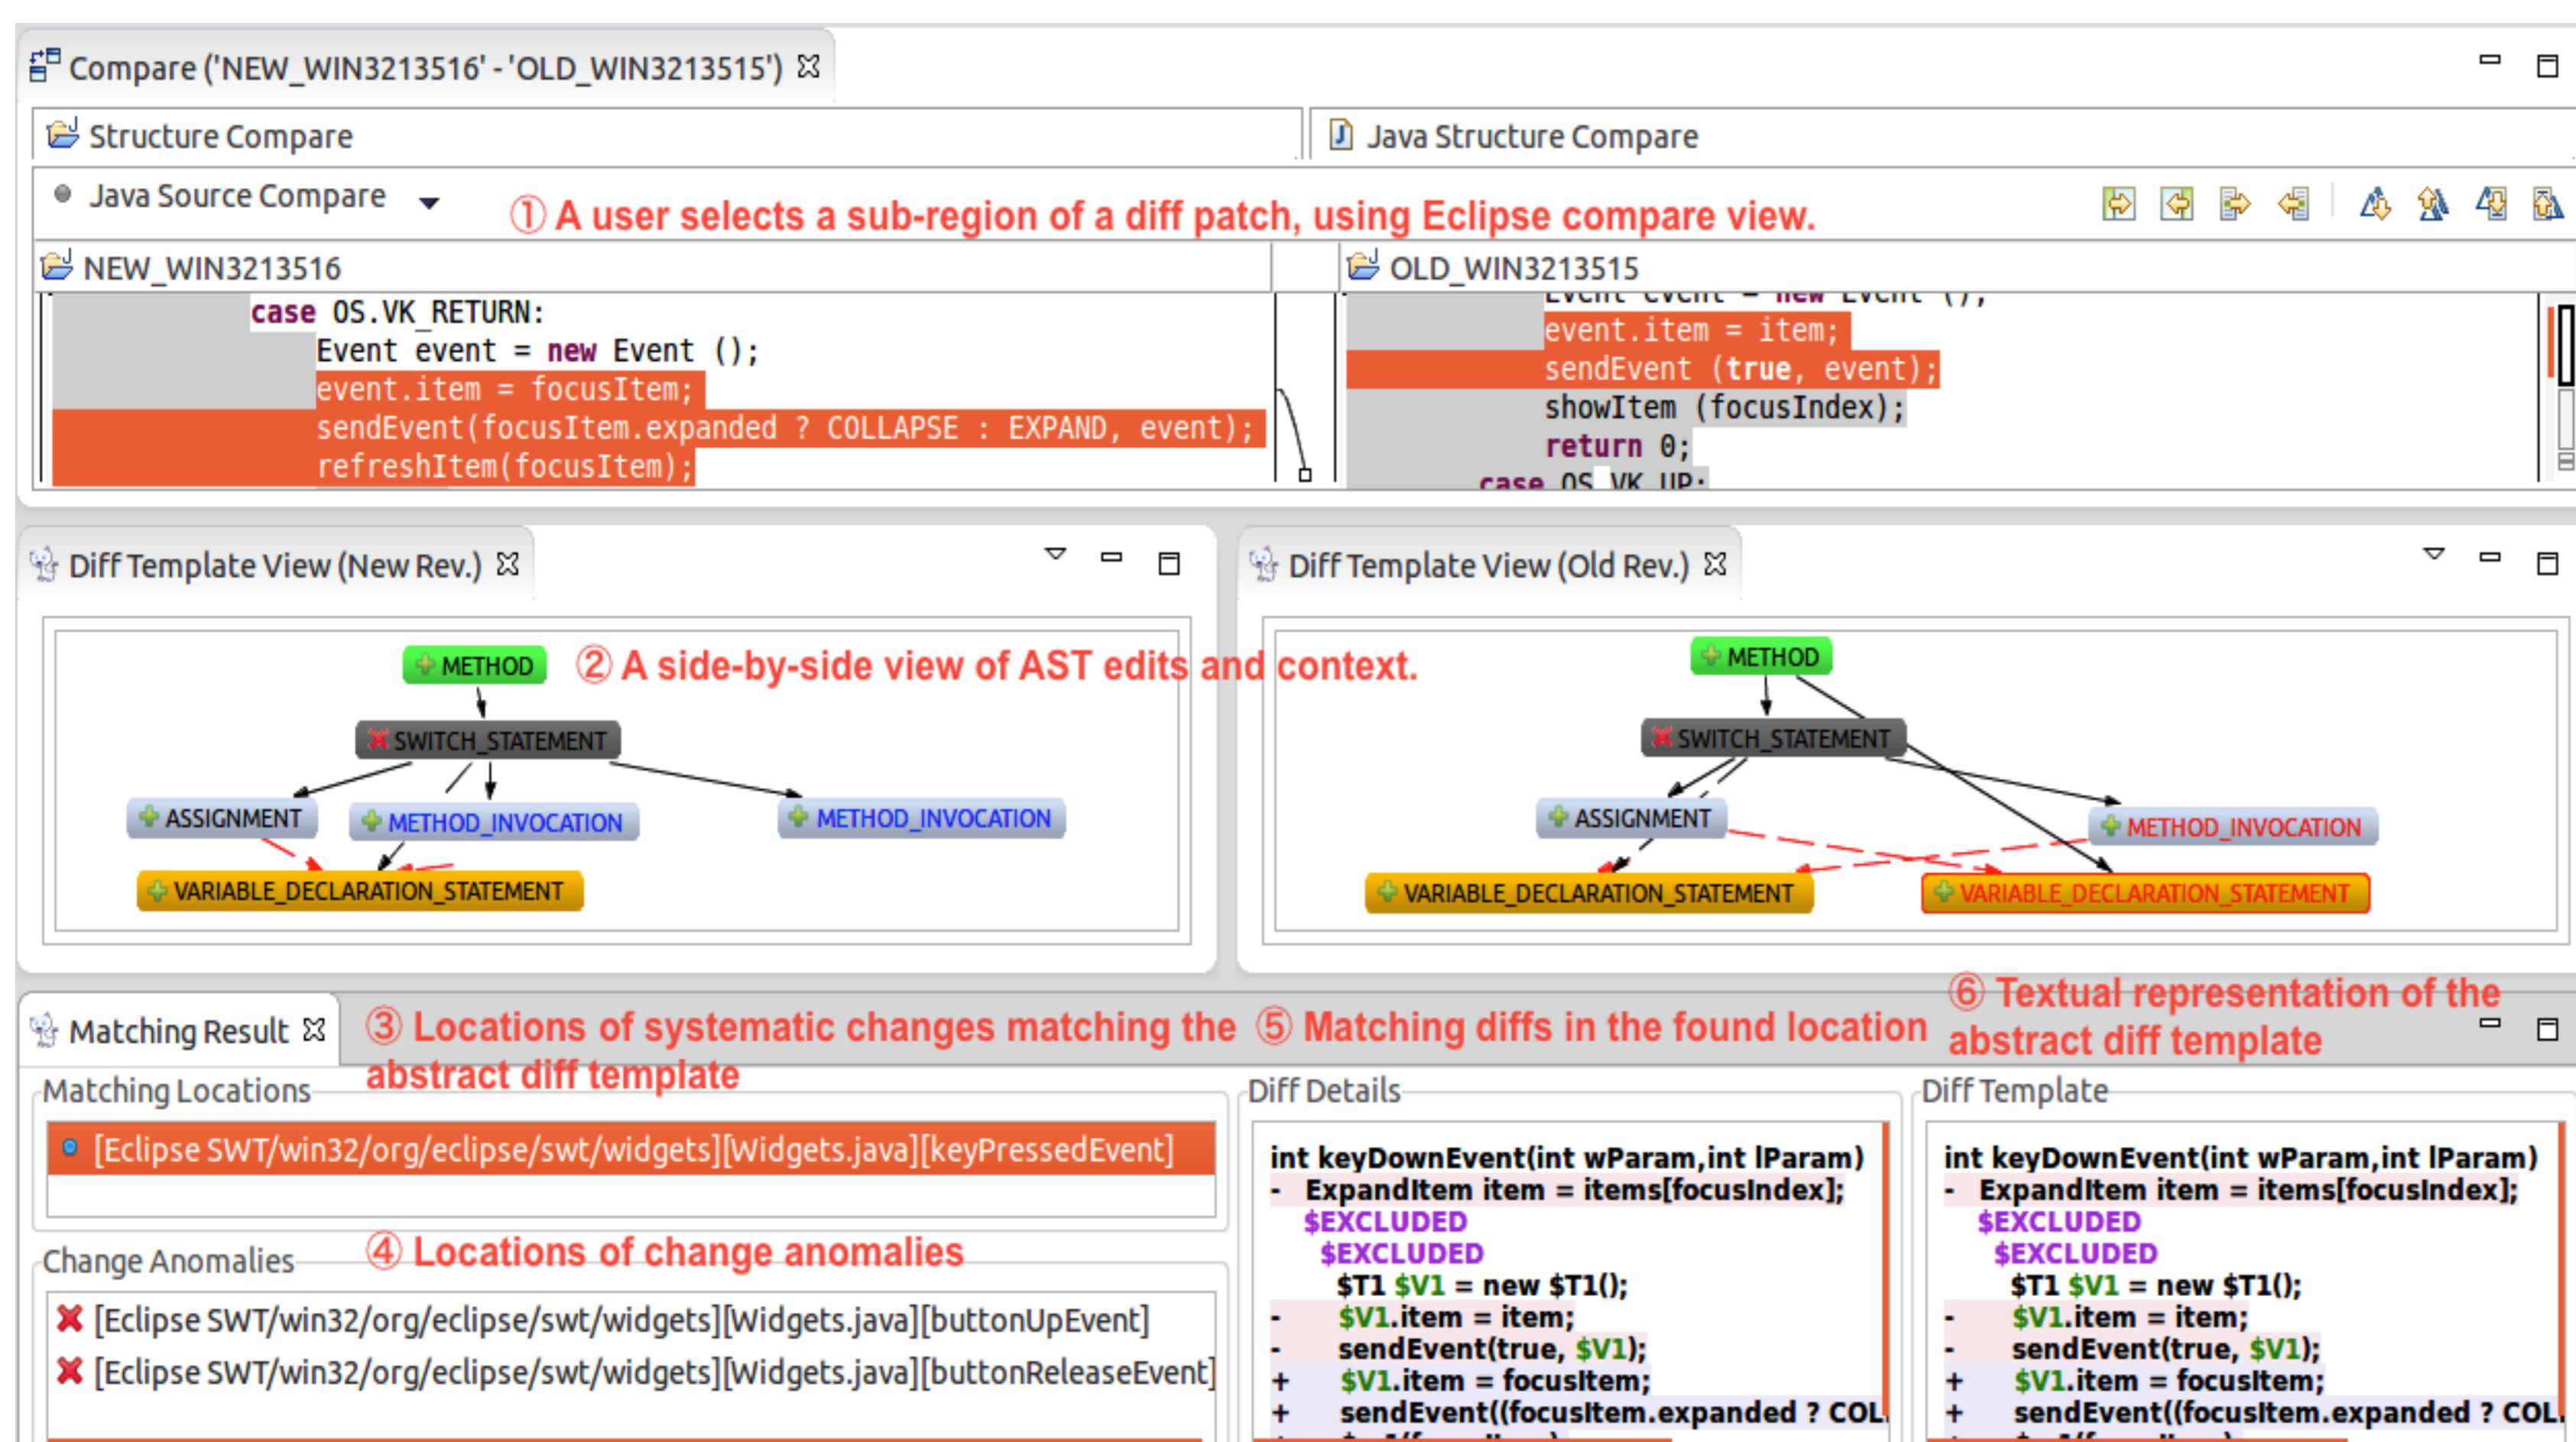 Compare ('NEW_WIN3213516' - 'OLD_WIN3213515')
Structure Compare
Java Structure Compare
Java Source Compare
① A user selects a sub-region of a diff patch, using Eclipse compare view.
NEW_WIN3213516
case OS.VK_RETURN:
Event event = new Event ();
event.item = focusItem;
sendEvent(focusItem.expanded ? COLLAPSE : EXPAND, event);
refreshItem(focusItem);
OLD_WIN3213515
Event event = new Event ();
event.item = item;
sendEvent (true, event);
showItem (focusIndex);
return 0;
case OS.VK_UP:
Diff Template View (New Rev.)
Diff Template View (Old Rev.)
② A side-by-side view of AST edits and context.
METHOD
SWITCH_STATEMENT
ASSIGNMENT
METHOD_INVOCATION
METHOD_INVOCATION
VARIABLE_DECLARATION_STATEMENT
METHOD
SWITCH_STATEMENT
ASSIGNMENT
METHOD_INVOCATION
VARIABLE_DECLARATION_STATEMENT
VARIABLE_DECLARATION_STATEMENT
Matching Result
③ Locations of systematic changes matching the
abstract diff template
Matching Locations
[Eclipse SWT/win32/org/eclipse/swt/widgets][Widgets.java][keyPressedEvent]
④ Locations of change anomalies
Change Anomalies
[Eclipse SWT/win32/org/eclipse/swt/widgets][Widgets.java][buttonUpEvent]
[Eclipse SWT/win32/org/eclipse/swt/widgets][Widgets.java][buttonReleaseEvent]
⑤ Matching diffs in the found location
Diff Details
int keyDownEvent(int wParam,int lParam)
- ExpandItem item = items[focusIndex];
$EXCLUDED
$EXCLUDED
$T1 $V1 = new $T1();
- $V1.item = item;
- sendEvent(true, $V1);
+ $V1.item = focusItem;
+ sendEvent((focusItem.expanded ? COL
⑥ Textual representation of the
abstract diff template
Diff Template
int keyDownEvent(int wParam,int lParam)
- ExpandItem item = items[focusIndex];
$EXCLUDED
$EXCLUDED
$T1 $V1 = new $T1();
- $V1.item = item;
- sendEvent(true, $V1);
+ $V1.item = focusItem;
+ sendEvent((focusItem.expanded ? COL